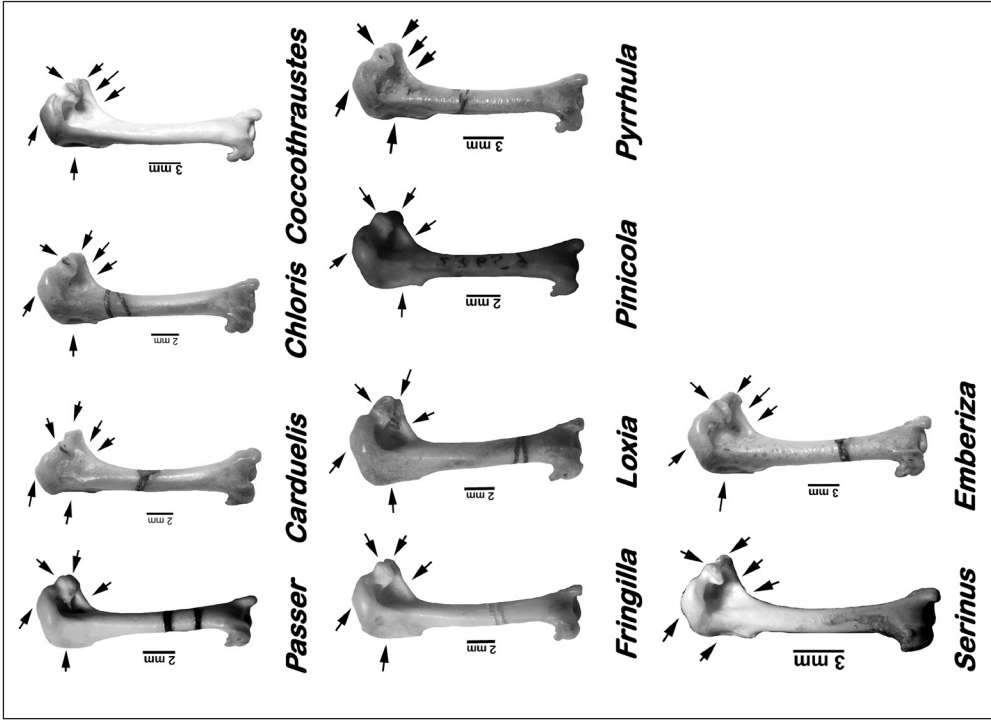 3 mm
Coccothraustes
3 mm
Pyrrhula
2 mm
Chloris
2 mm
Pinicola
2 mm
Carduelis
2 mm
Loxia
3 mm
Emberiza
2 mm
Passer
2 mm
Fringilla
3 mm
Serinus